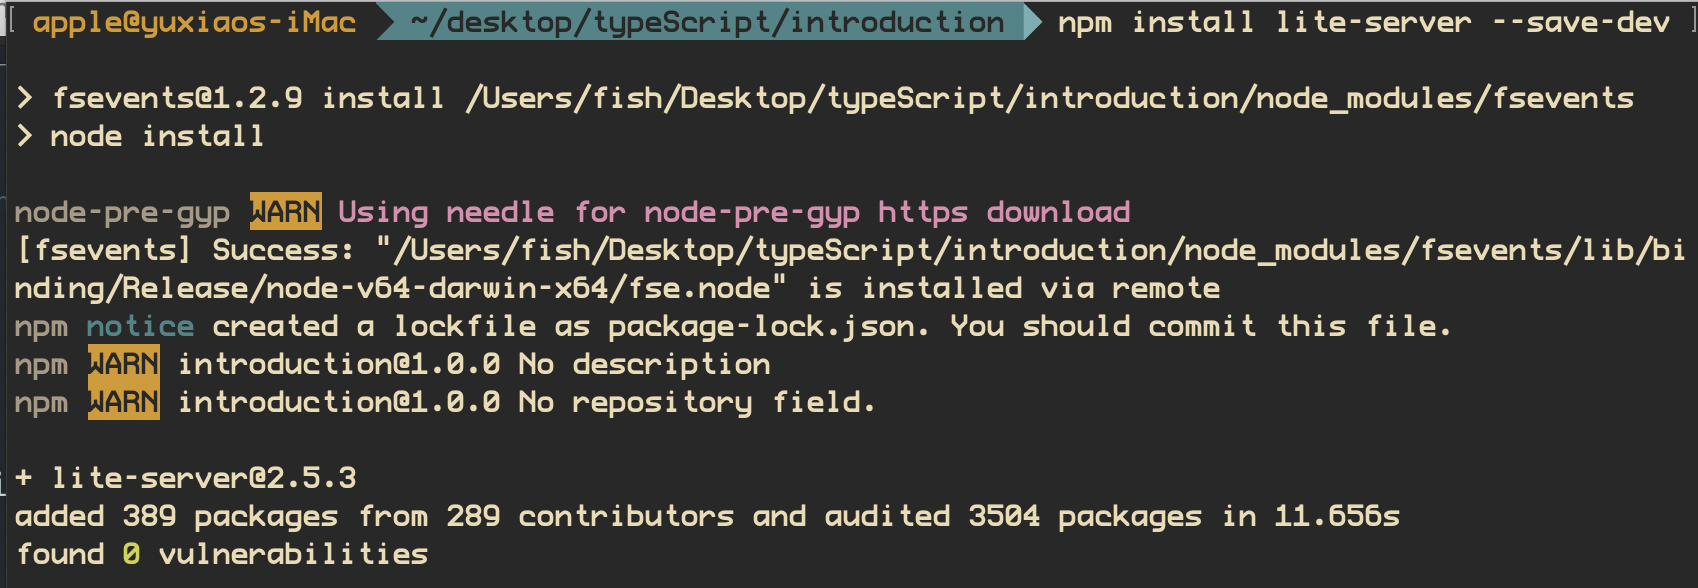 [ apple@yuxiaos-iMac ~/desktop/typeScript/introduction npm install lite-server --save-dev ]
> fsevents@1.2.9 install /Users/fish/Desktop/typeScript/introduction/node_modules/fsevents
> node install
node-pre-gyp WARN Using needle for node-pre-gyp https download
[fsevents] Success: "/Users/fish/Desktop/typeScript/introduction/node_modules/fsevents/lib/bi
nding/Release/node-v64-darwin-x64/fse.node" is installed via remote
npm notice created a lockfile as package-lock.json. You should commit this file.
npm WARN introduction@1.0.0 No description
npm WARN introduction@1.0.0 No repository field.
+ lite-server@2.5.3
added 389 packages from 289 contributors and audited 3504 packages in 11.656s
found 0 vulnerabilities